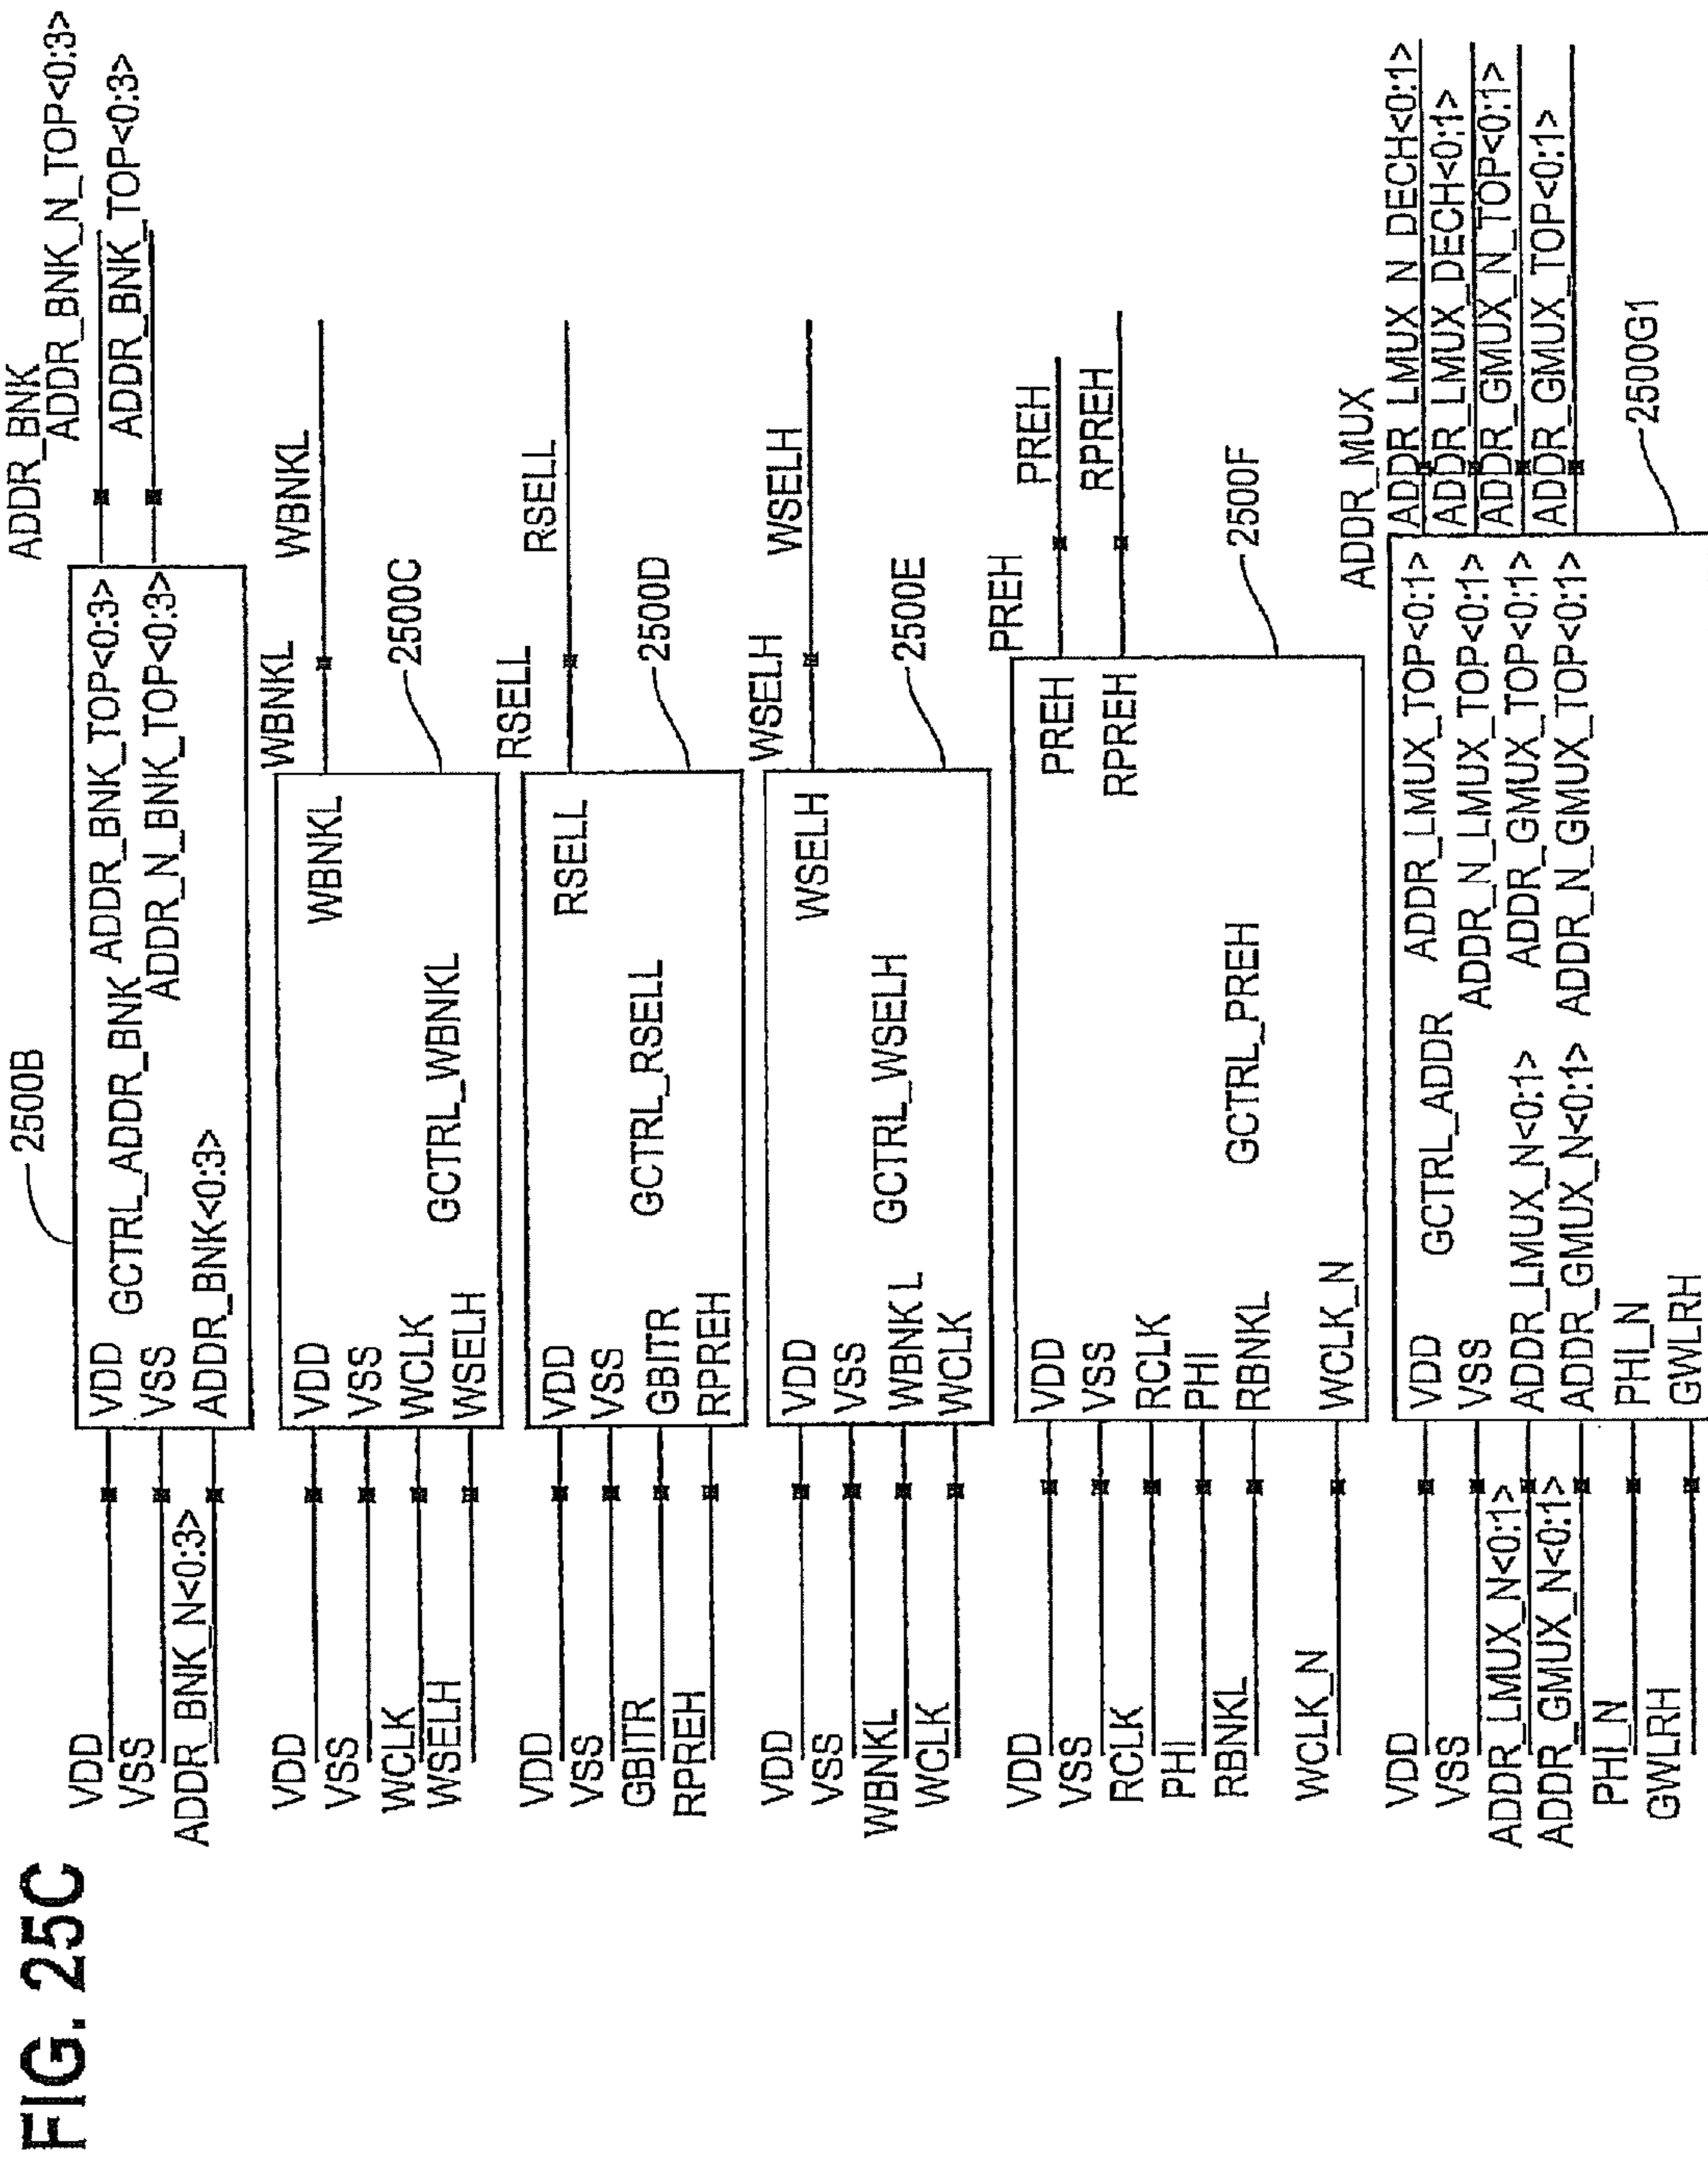 FIG. 25C
2500B
ADDR_BNK
VDD
VSS
ADDR_BNK_N<0:3>
VDD
GCTRL_ADDR_BNK
VSS
ADDR_BNK<0:3>
ADDR_BNK_TOP<0:3>
ADDR_N_BNK_TOP<0:3>
ADDR_BNK_N_TOP<0:3>
ADDR_BNK_TOP<0:3>
VDD
VSS
WCLK
WSELH
VDD
VSS
WCLK
WSELH
GCTRL_WBNKL
WBNKL
WBNKL
WBNKL
2500C
VDD
VSS
GBITR
RPREH
VDD
VSS
GBITR
RPREH
GCTRL_RSELL
RSELL
RSELL
RSELL
2500D
VDD
VSS
WBNKL
WCLK
VDD
VSS
WBNK L
WCLK
GCTRL_WSELH
WSELH
WSELH
WSELH
2500E
VDD
VSS
RCLK
PHI
RBNKL
WCLK_N
VDD
VSS
RCLK
PHI
RBNKL
WCLK_N
GCTRL_PREH
PREH
RPREH
PREH
PREH
RPREH
2500F
ADDR_MUX
VDD
VSS
ADDR_LMUX_N<0:1>
ADDR_GMUX_N<0:1>
PHI_N
GWLRH
VDD
VSS
ADDR_LMUX_N<0:1>
ADDR_GMUX_N<0:1>
PHI_N
GWLRH
GCTRL_ADDR
ADDR_LMUX_TOP<0:1>
ADDR_N_LMUX_TOP<0:1>
ADDR_GMUX_TOP<0:1>
ADDR_N_GMUX_TOP<0:1>
ADDR_LMUX_N_DECH<0:1>
ADDR_LMUX_DECH<0:1>
ADDR_GMUX_N_TOP<0:1>
ADDR_GMUX_TOP<0:1>
2500G1